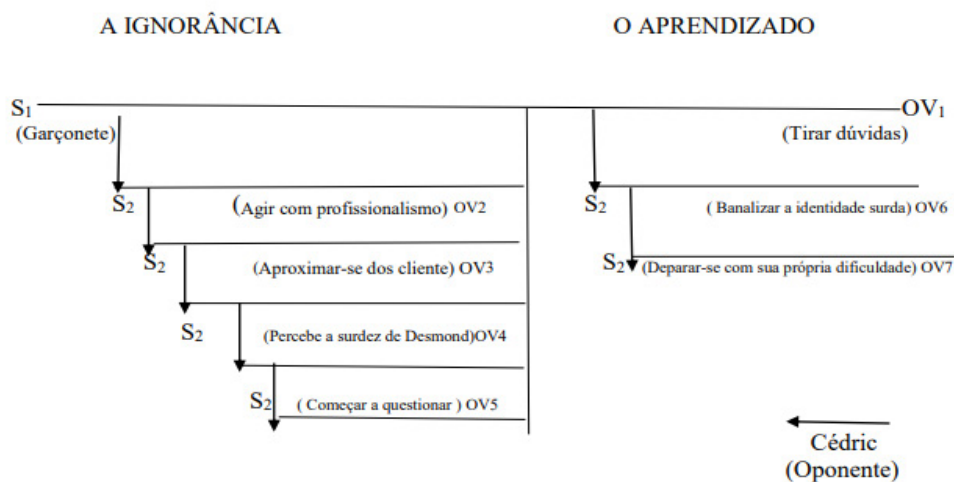 A IGNORÂNCIA
O APRENDIZADO
S1
OV1
(Garçonete)
(Tirar dúvidas)
S2
(Agir com profissionalismo) OV2
S2
( Banalizar a identidade surda) OV6
S2
(Aproximar-se dos cliente) OV3
S2
(Deparar-se com sua própria dificuldade) OV7
S2
(Percebe a surdez de Desmond)OV4
S2
( Começar a questionar ) OV5
Cédric
(Oponente)